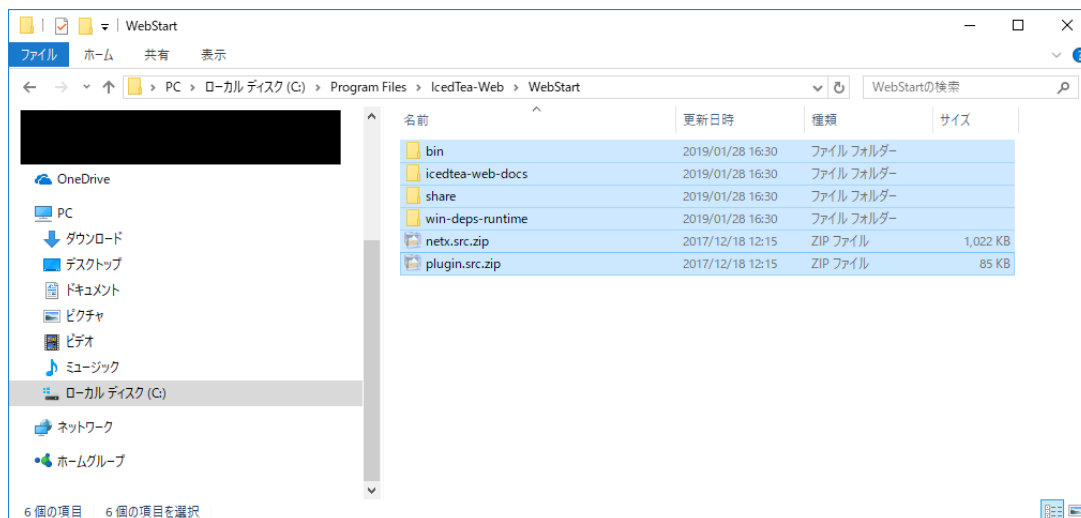 WebStart
ファイル ホーム 共有 表示
PC > ローカル ディスク (C:) > Program Files > IcedTea-Web > WebStart
WebStartの検索
名前 更新日時 種類 サイズ
bin 2019/01/28 16:30 ファイル フォルダー
icedtea-web-docs 2019/01/28 16:30 ファイル フォルダー
share 2019/01/28 16:30 ファイル フォルダー
win-deps-runtime 2019/01/28 16:30 ファイル フォルダー
netx.src.zip 2017/12/18 12:15 ZIP ファイル 1,022 KB
plugin.src.zip 2017/12/18 12:15 ZIP ファイル 85 KB
OneDrive
PC
ダウンロード
デスクトップ
ドキュメント
ピクチャ
ビデオ
ミュージック
ローカル ディスク (C:)
ネットワーク
ホームグループ
6 個の項目 6 個の項目を選択